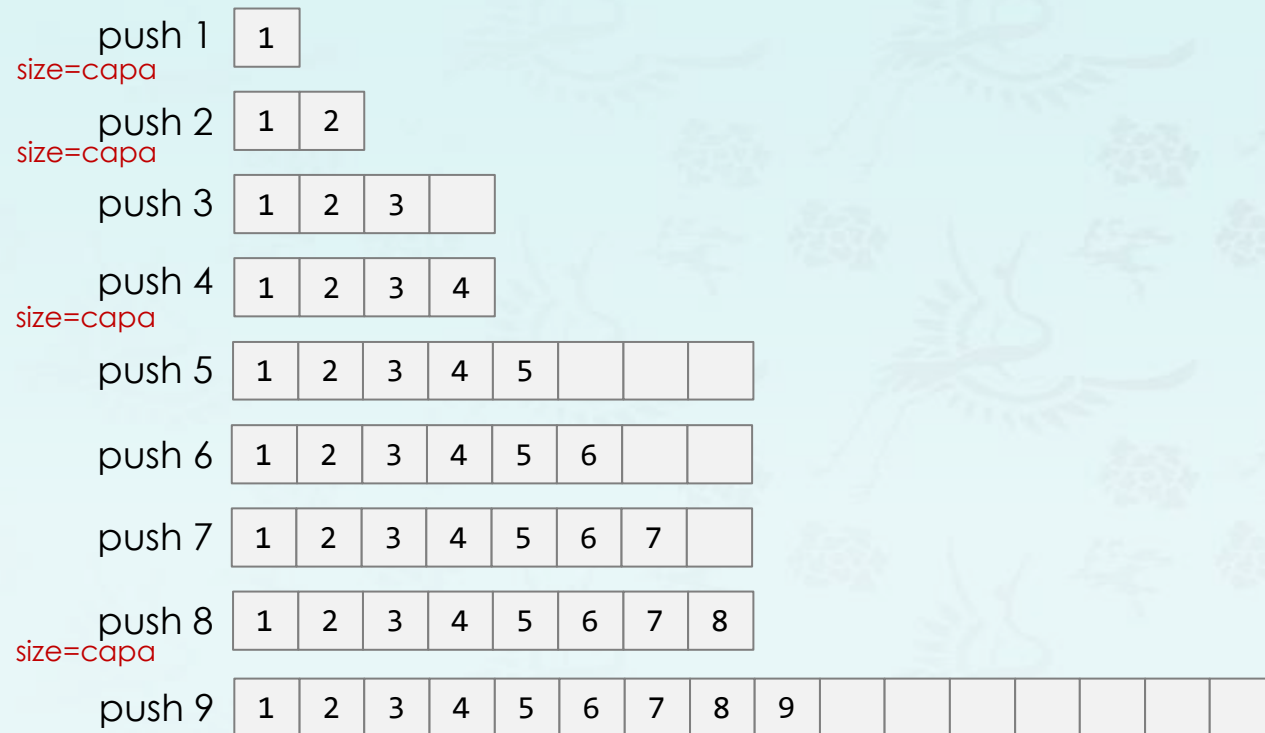 push 1 1
size=capa
push 2 1 2
size=capa
push 3 1 2 3
push 4 1 2 3 4
size=capa
push 5 1 2 3 4 5
push 6 1 2 3 4 5 6
push 7 1 2 3 4 5 6 7
push 8 1 2 3 4 5 6 7 8
size=capa
push 9 1 2 3 4 5 6 7 8 9